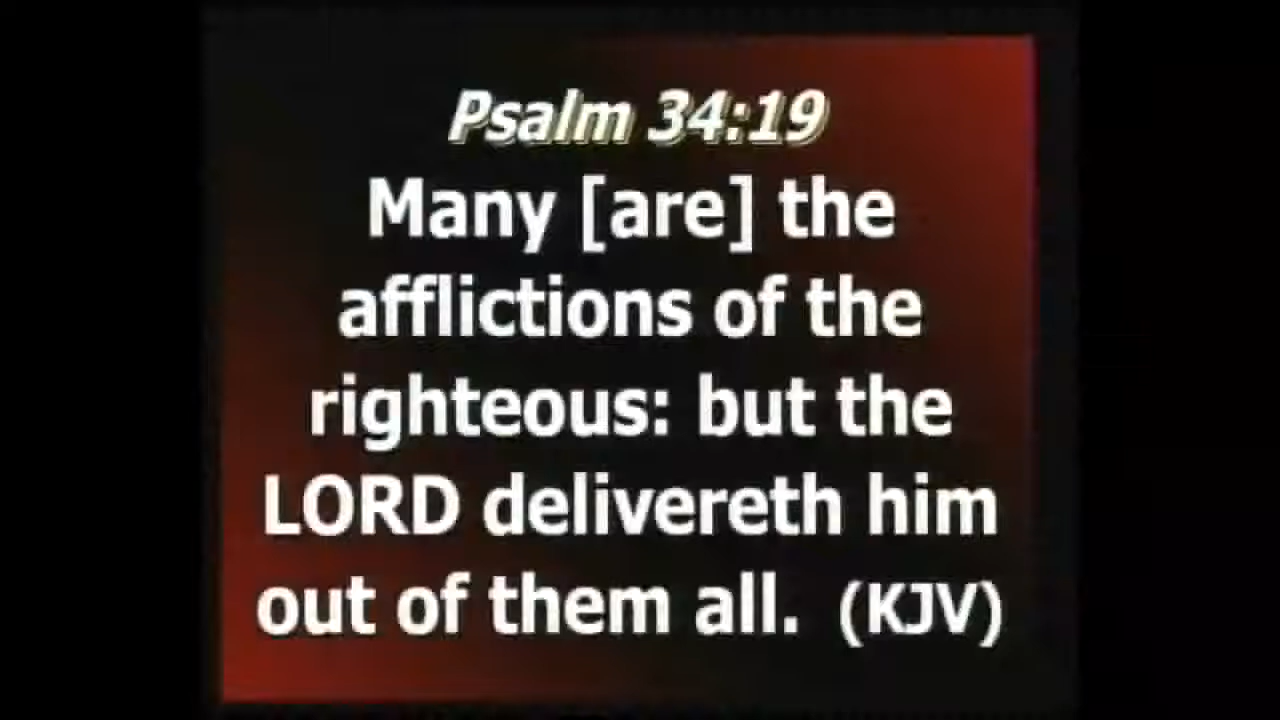 Psalm 34:19
Many [are] the
afflictions of the
righteous: but the
LORD delivereth him
out of them all. (KJV)